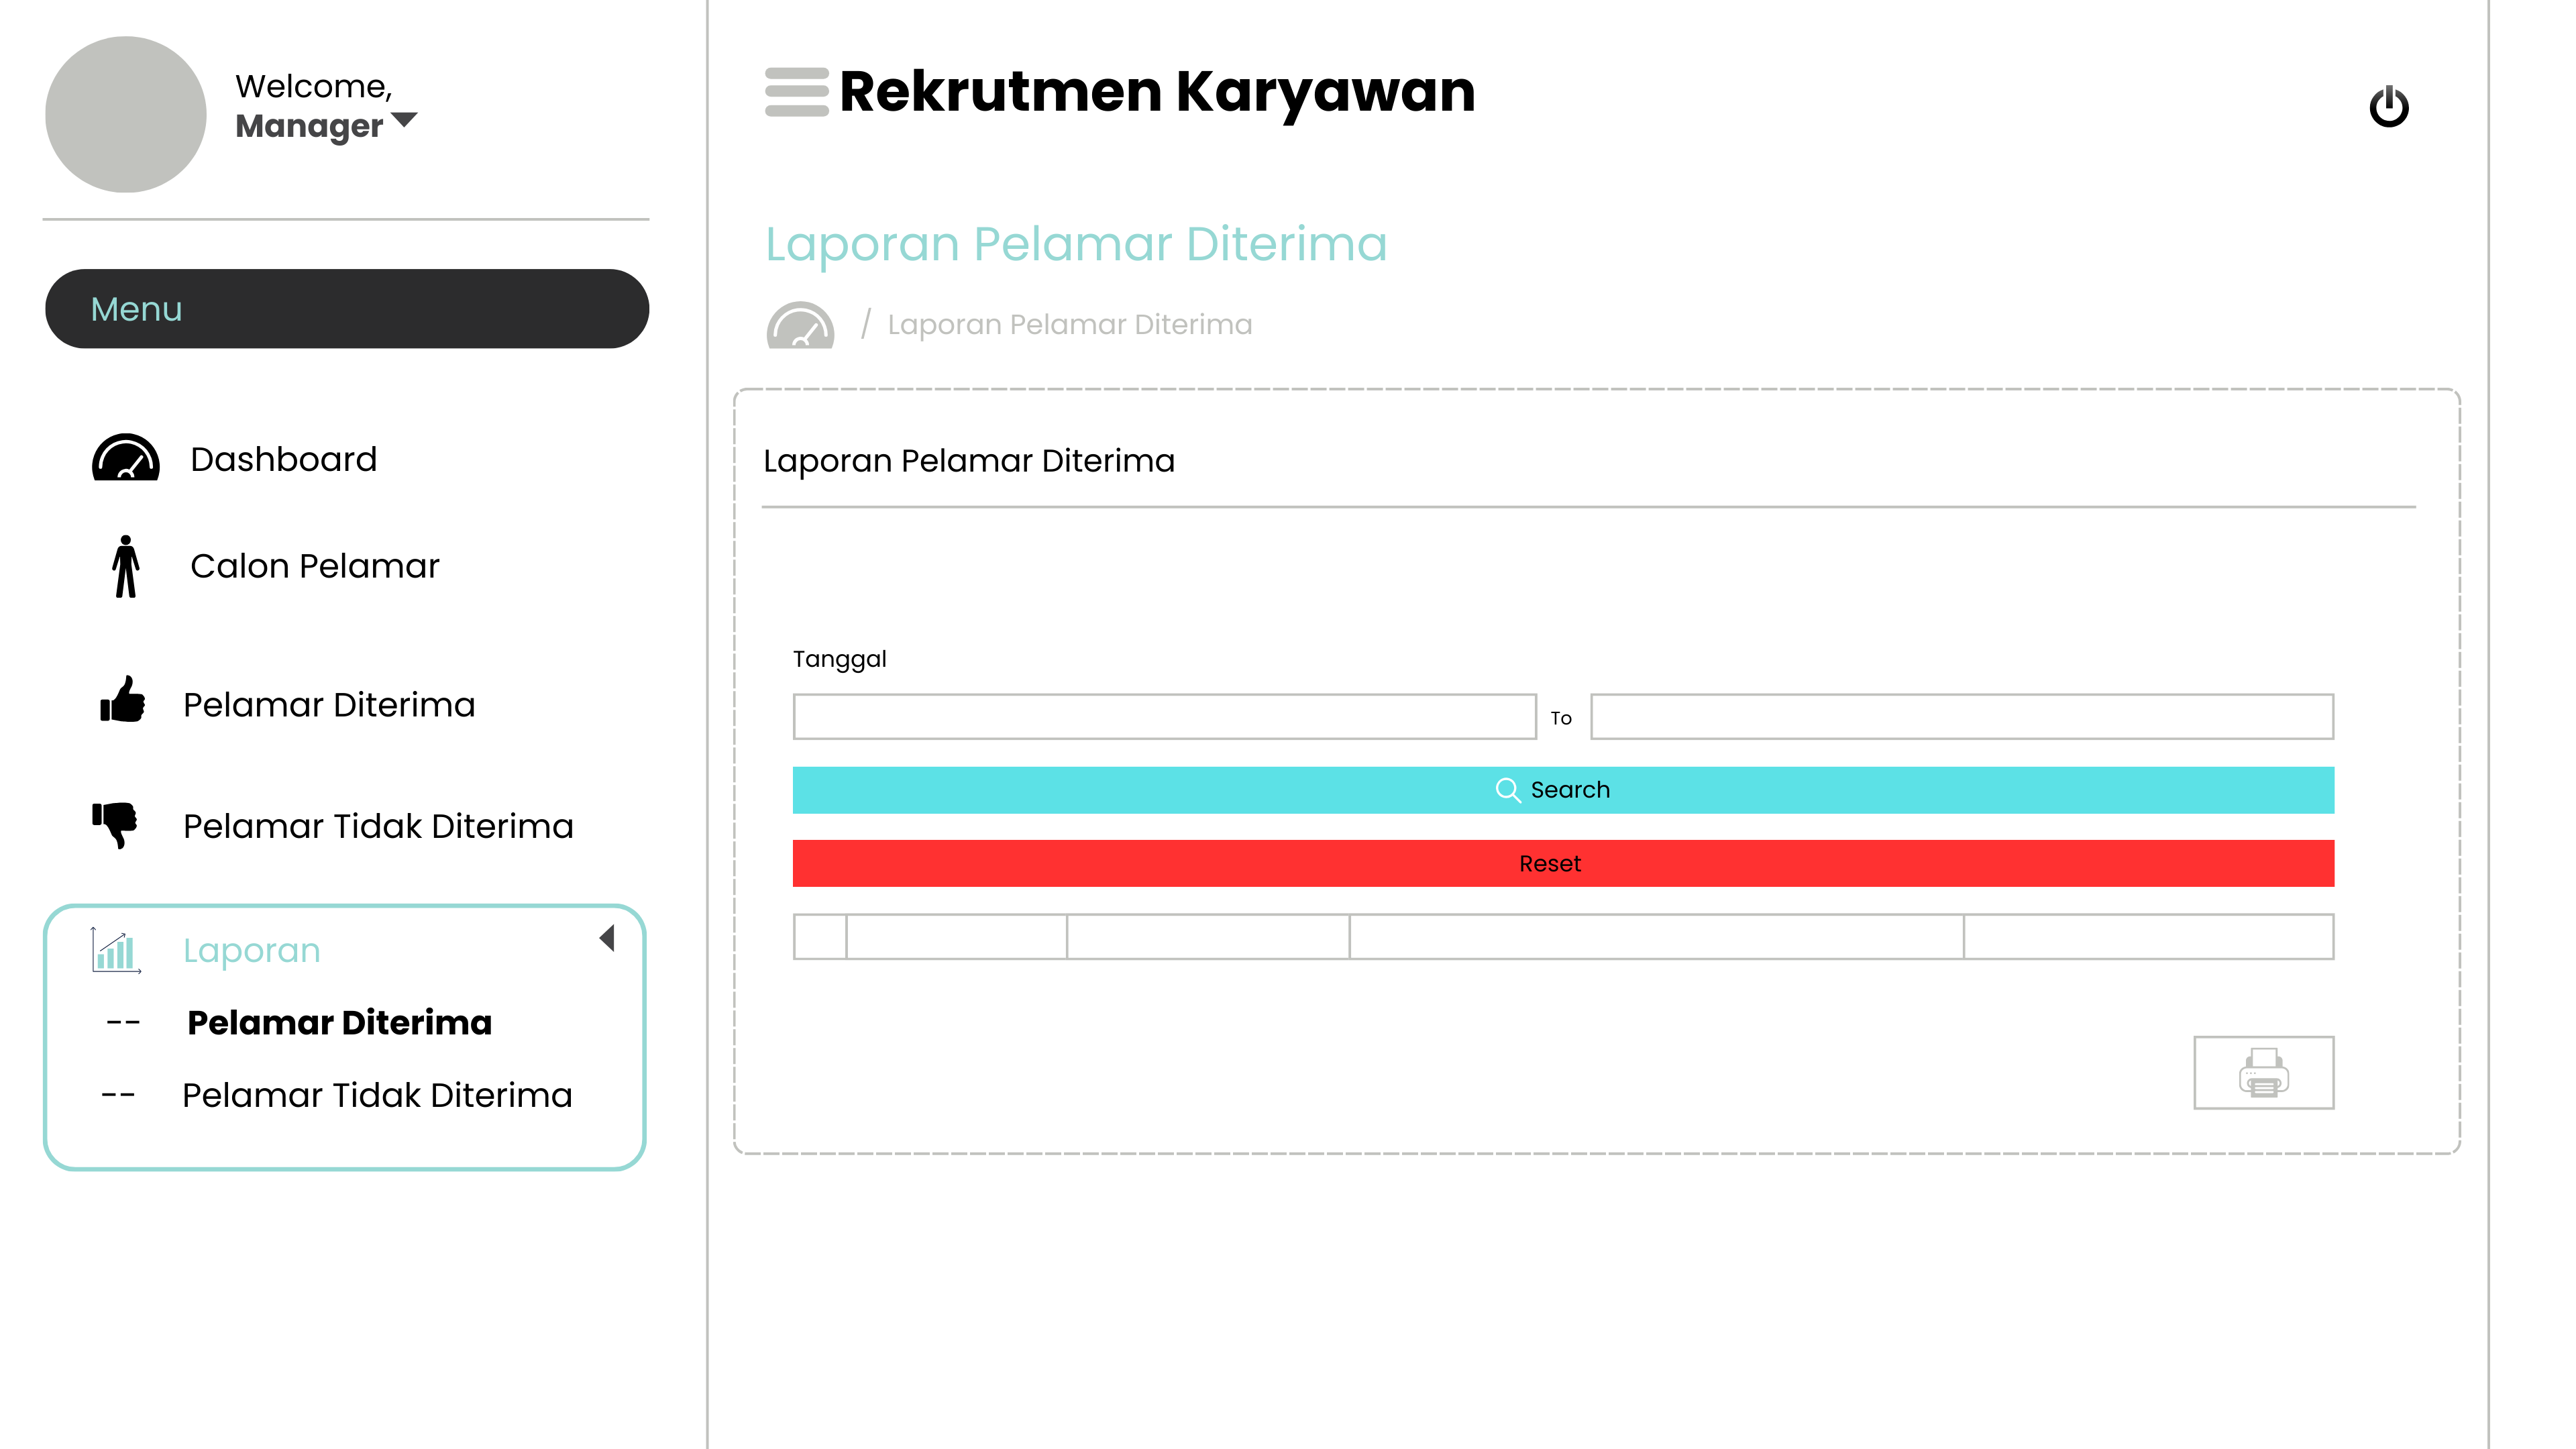 Welcome,
Manager
Menu
Dashboard
Calon Pelamar
Pelamar Diterima
Pelamar Tidak Diterima
Laporan
-- Pelamar Diterima
-- Pelamar Tidak Diterima
Rekrutmen Karyawan
Laporan Pelamar Diterima
/ Laporan Pelamar Diterima
Laporan Pelamar Diterima
Tanggal
To
Search
Reset